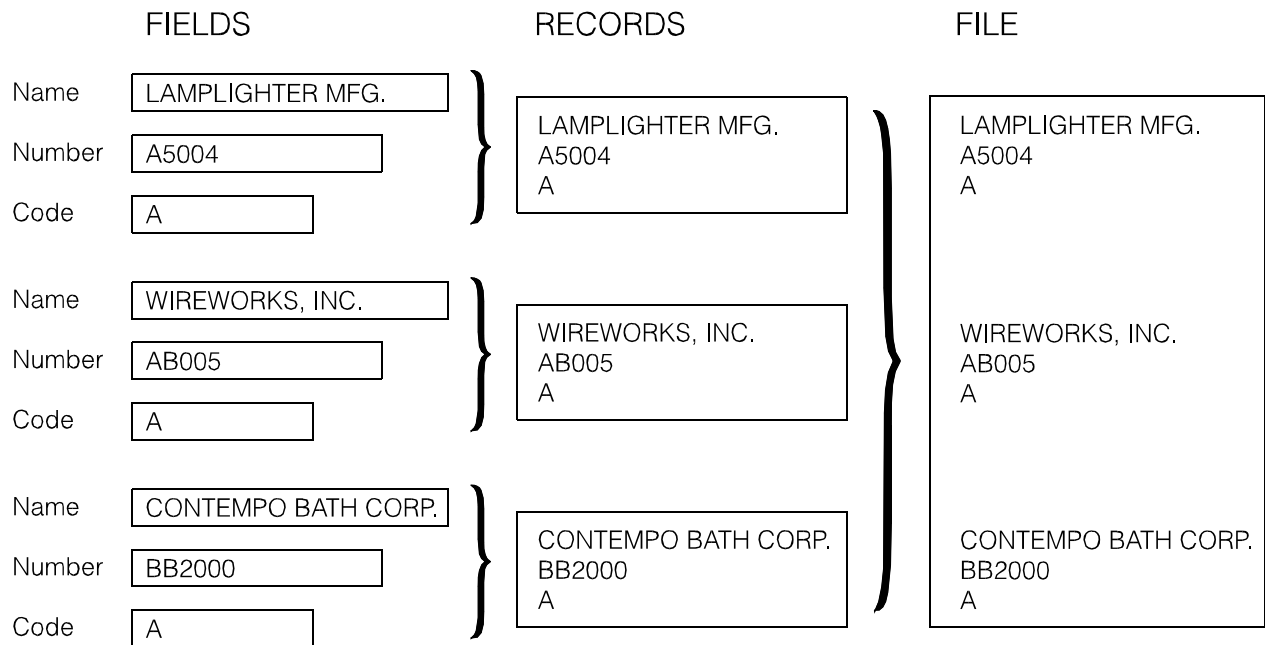 FIELDS RECORDS FILE
Name LAMPLIGHTER MFG.
Number A5004
Code A
LAMPLIGHTER MFG.
A5004
A
LAMPLIGHTER MFG.
A5004
A
Name WIREWORKS, INC.
Number AB005
Code A
WIREWORKS, INC.
AB005
A
WIREWORKS, INC.
AB005
A
Name CONTEMPO BATH CORP.
Number BB2000
Code A
CONTEMPO BATH CORP.
BB2000
A
CONTEMPO BATH CORP.
BB2000
A